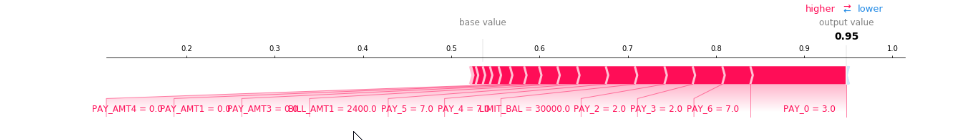 higher ⇄ lower
base value output value
0.95
0.2 0.3 0.4 0.5 0.6 0.7 0.8 0.9 1.0
PAY_AMT4 = 0.0 PAY_AMT1 = 0.0 PAY_AMT3 = 0.0 BILL_AMT1 = 2400.0 PAY_5 = 7.0 PAY_4 = 7.0 LIMIT_BAL = 30000.0 PAY_2 = 2.0 PAY_3 = 2.0 PAY_6 = 7.0 PAY_0 = 3.0